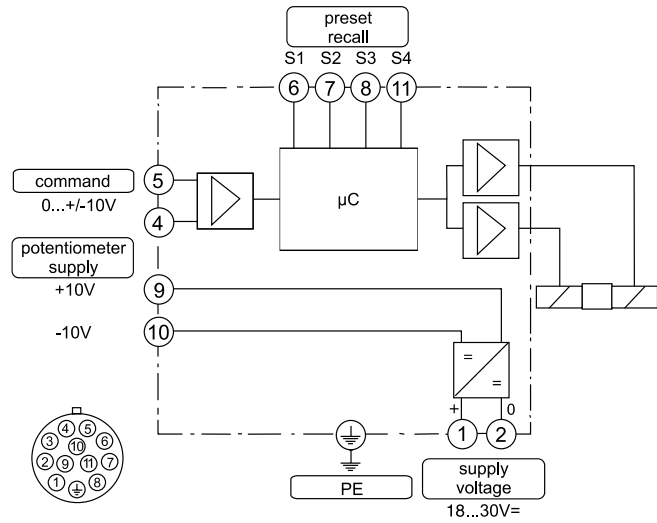 preset
recall
S1 S2 S3 S4
6 7 8 11
command
0...+/-10V
5
4
µC
potentiometer
supply
+10V
9
-10V
10
=
=
+ 0
1 2
PE
supply
voltage
18...30V=
4 5
3 10 6
2 9 11 7
1 8